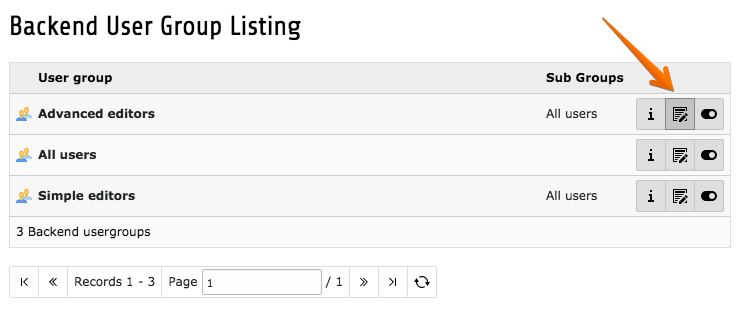 Backend User Group Listing
User group Sub Groups
Advanced editors All users
All users
Simple editors All users
3 Backend usergroups
Records 1 - 3 Page 1 / 1